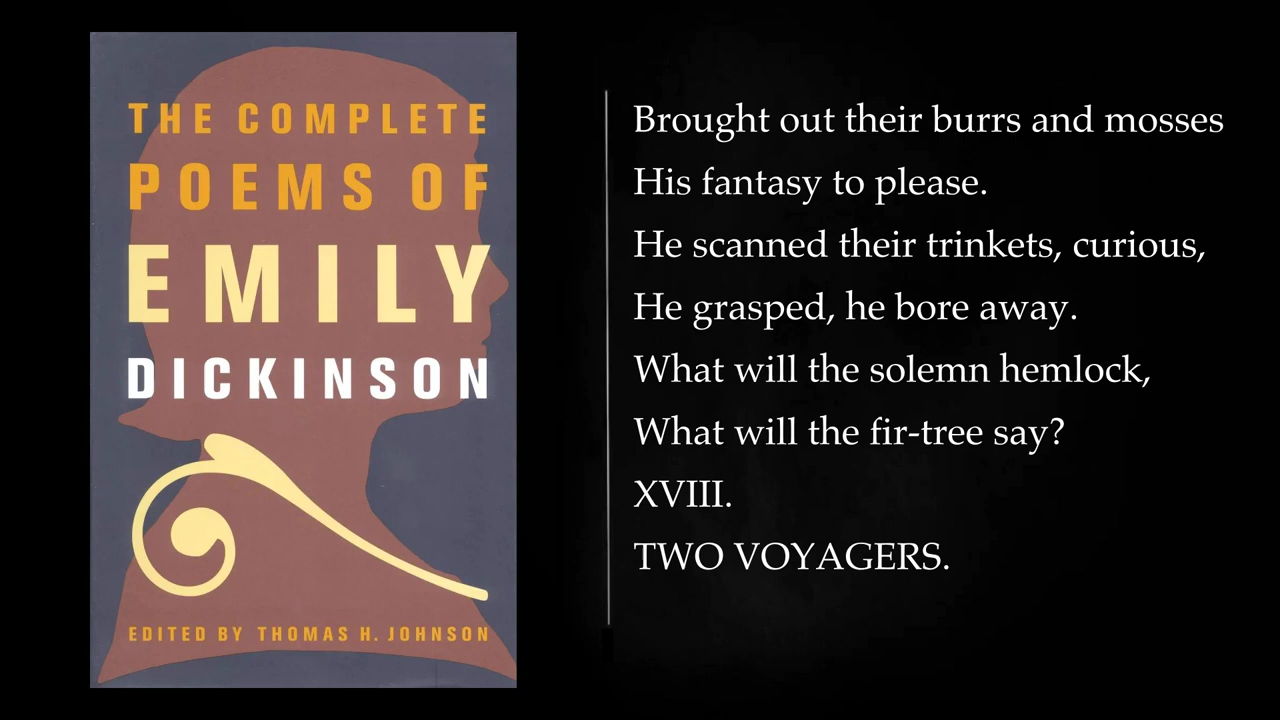 THE COMPLETE
POEMS OF
EMILY
DICKINSON
EDITED BY THOMAS H. JOHNSON
Brought out their burrs and mosses
His fantasy to please.
He scanned their trinkets, curious,
He grasped, he bore away.
What will the solemn hemlock,
What will the fir-tree say?
XVIII.
TWO VOYAGERS.